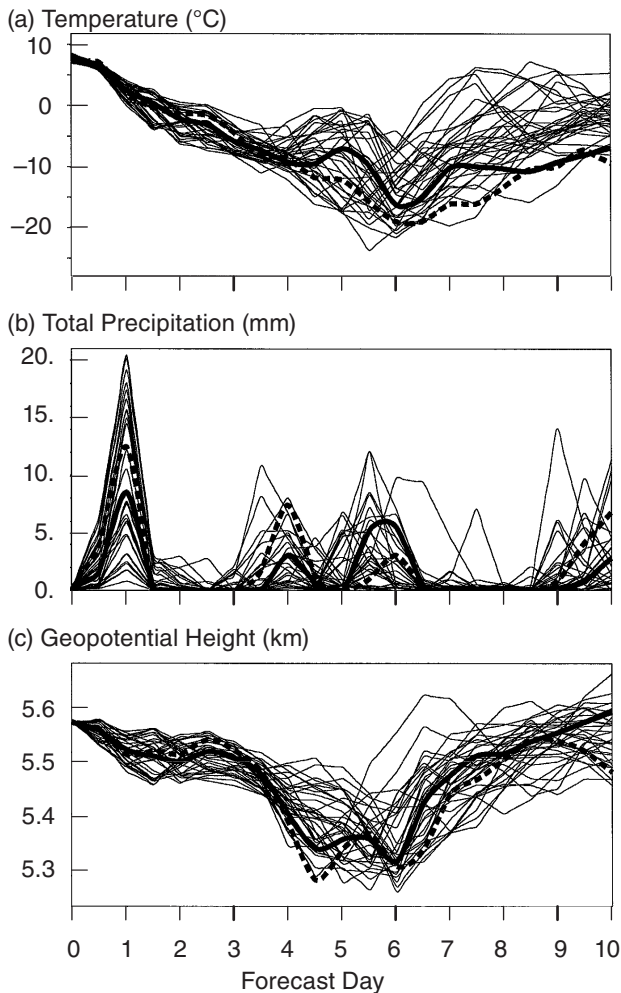 (a) Temperature (°C)
10
0
−10
−20
(b) Total Precipitation (mm)
20.
15.
10.
5.
0.
(c) Geopotential Height (km)
5.6
5.5
5.4
5.3
0 1 2 3 4 5 6 7 8 9 10
Forecast Day